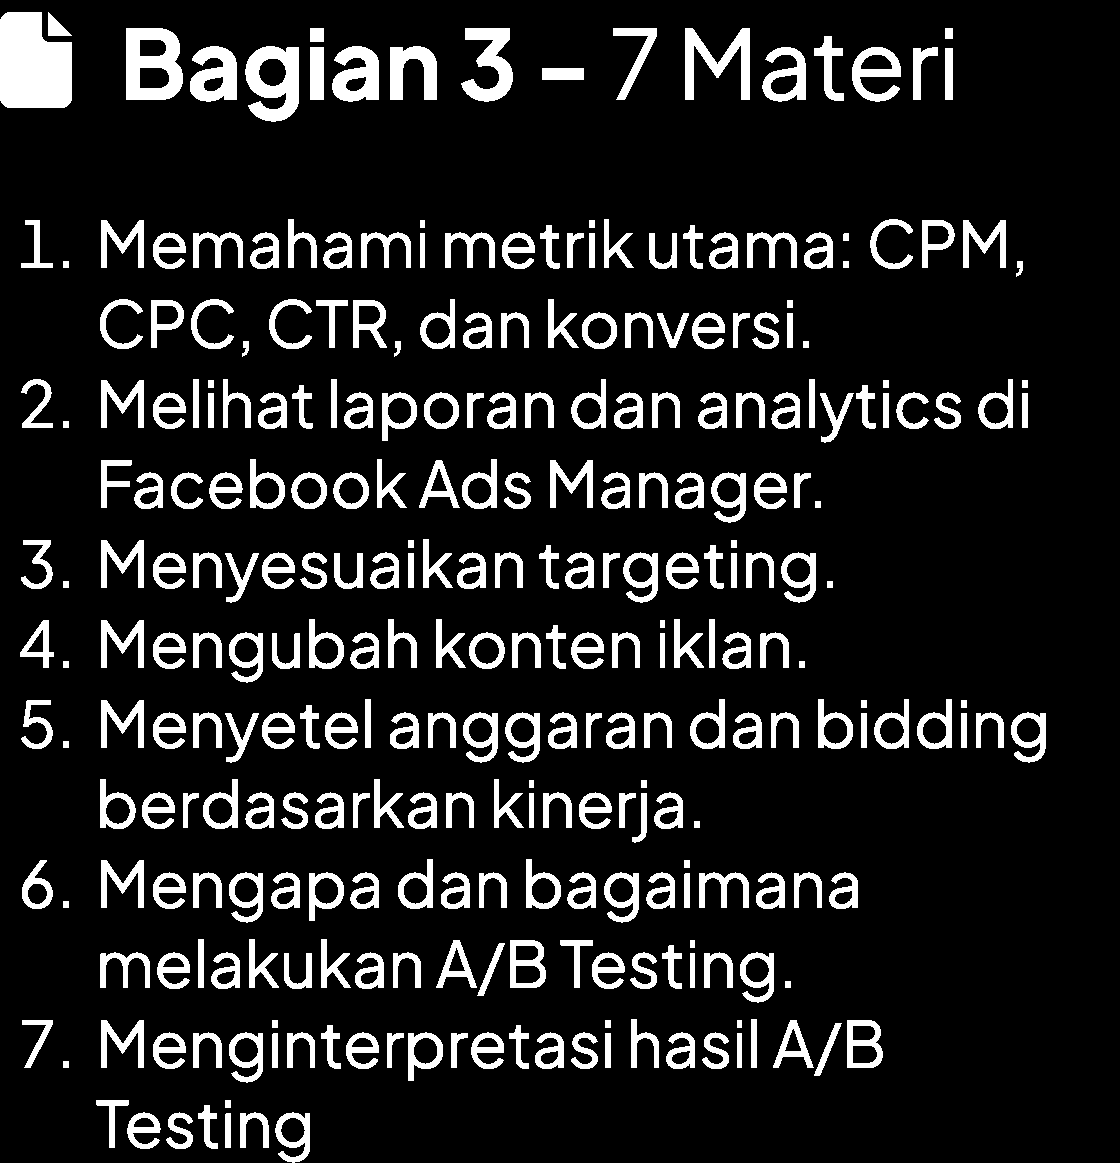 Bagian 3 – 7 Materi
1. Memahami metrik utama: CPM,
CPC, CTR, dan konversi.
2. Melihat laporan dan analytics di
Facebook Ads Manager.
3. Menyesuaikan targeting.
4. Mengubah konten iklan.
5. Menyetel anggaran dan bidding
berdasarkan kinerja.
6. Mengapa dan bagaimana
melakukan A/B Testing.
7. Menginterpretasi hasil A/B
Testing